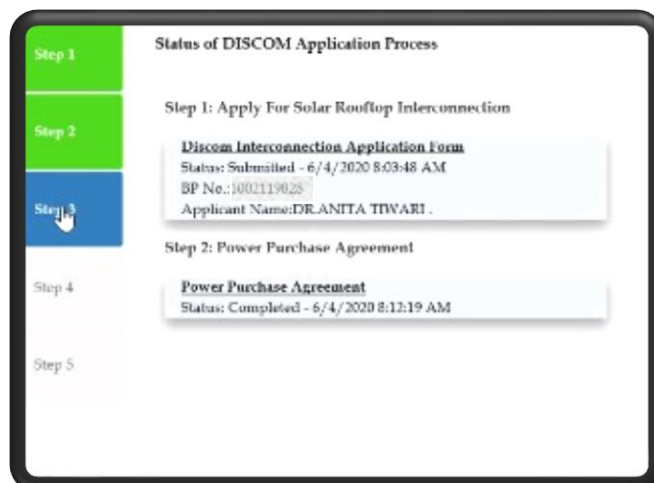 Step 1
Step 2
Step 3
Step 4
Step 5
Status of DISCOM Application Process
Step 1: Apply For Solar Rooftop Interconnection
Discom Interconnection Application Form
Status: Submitted - 6/4/2020 8:03:48 AM
BP No.:
Applicant Name:DR.ANITA TIWARI .
Step 2: Power Purchase Agreement
Power Purchase Agreement
Status: Completed - 6/4/2020 8:12:19 AM